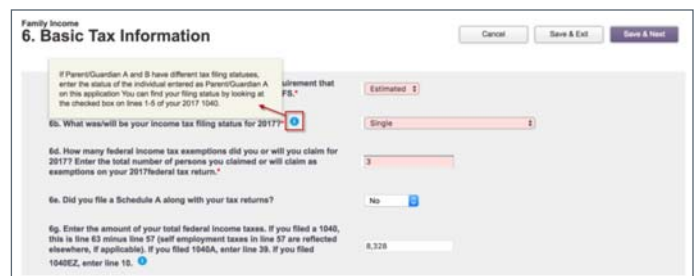 Family Income
6. Basic Tax Information
Cancel
Save & Exit
Save & Next
If Parent/Guardian A and B have different tax filing statuses,
enter the status of the individual entered as Parent/Guardian A
on this application You can find your filing status by looking at
the checked box on lines 1-5 of your 2017 1040.
uirement that
FS.*
Estimated
6b. What was/will be your income tax filing status for 2017?*
Single
6d. How many federal income tax exemptions did you or will you claim for
2017? Enter the total number of persons you claimed or will claim as
exemptions on your 2017federal tax return.*
3
6e. Did you file a Schedule A along with your tax returns?
No
6g. Enter the amount of your total federal income taxes. If you filed a 1040,
this is line 63 minus line 57 (self employment taxes in line 57 are reflected
elsewhere, if applicable). If you filed 1040A, enter line 39. If you filed
1040EZ, enter line 10.
8,328